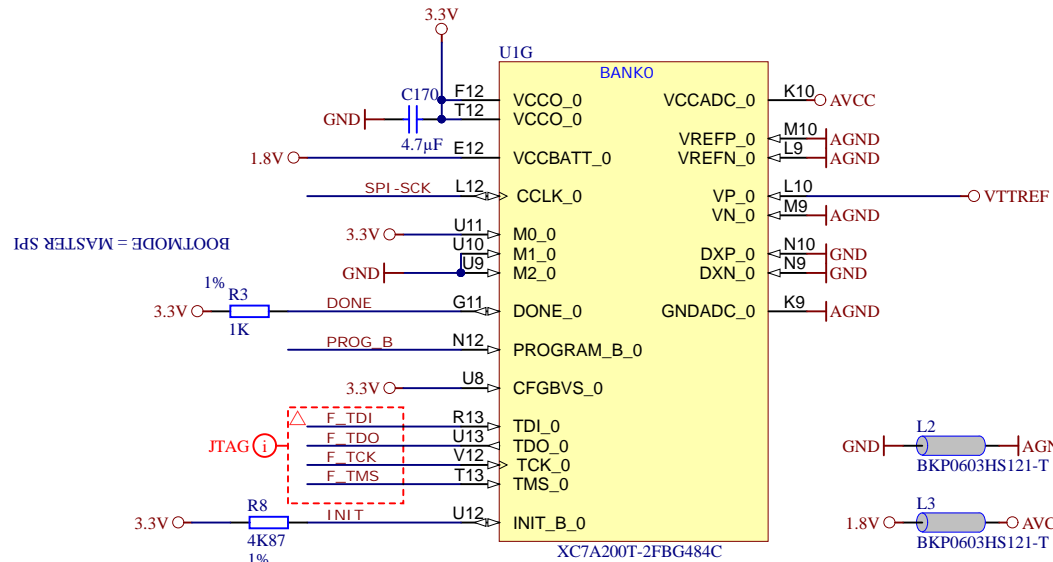 3.3V
U1G
BANK0
F12 VCCO_0
T12 VCCO_0
C170
GND
4.7µF
1.8V E12 VCCBATT_0
SPI-SCK L12 CCLK_0
3.3V U11 M0_0
U10 M1_0
GND U9 M2_0
BOOTMODE = MASTER SPI
1%
R3
3.3V DONE G11 DONE_0
1K
PROG_B N12 PROGRAM_B_0
3.3V U8 CFGBVS_0
JTAG
F_TDI R13 TDI_0
F_TDO U13 TDO_0
F_TCK V12 TCK_0
F_TMS T13 TMS_0
R8
3.3V INIT U12 INIT_B_0
4K87
1%
VCCADC_0 K10 AVCC
VREFP_0 M10 AGND
VREFN_0 L9 AGND
VP_0 L10 VTTREF
VN_0 M9 AGND
DXP_0 N10 GND
DXN_0 N9 GND
GNDADC_0 K9 AGND
XC7A200T-2FBG484C
L2
GND AGN
BKP0603HS121-T
L3
1.8V AVC
BKP0603HS121-T